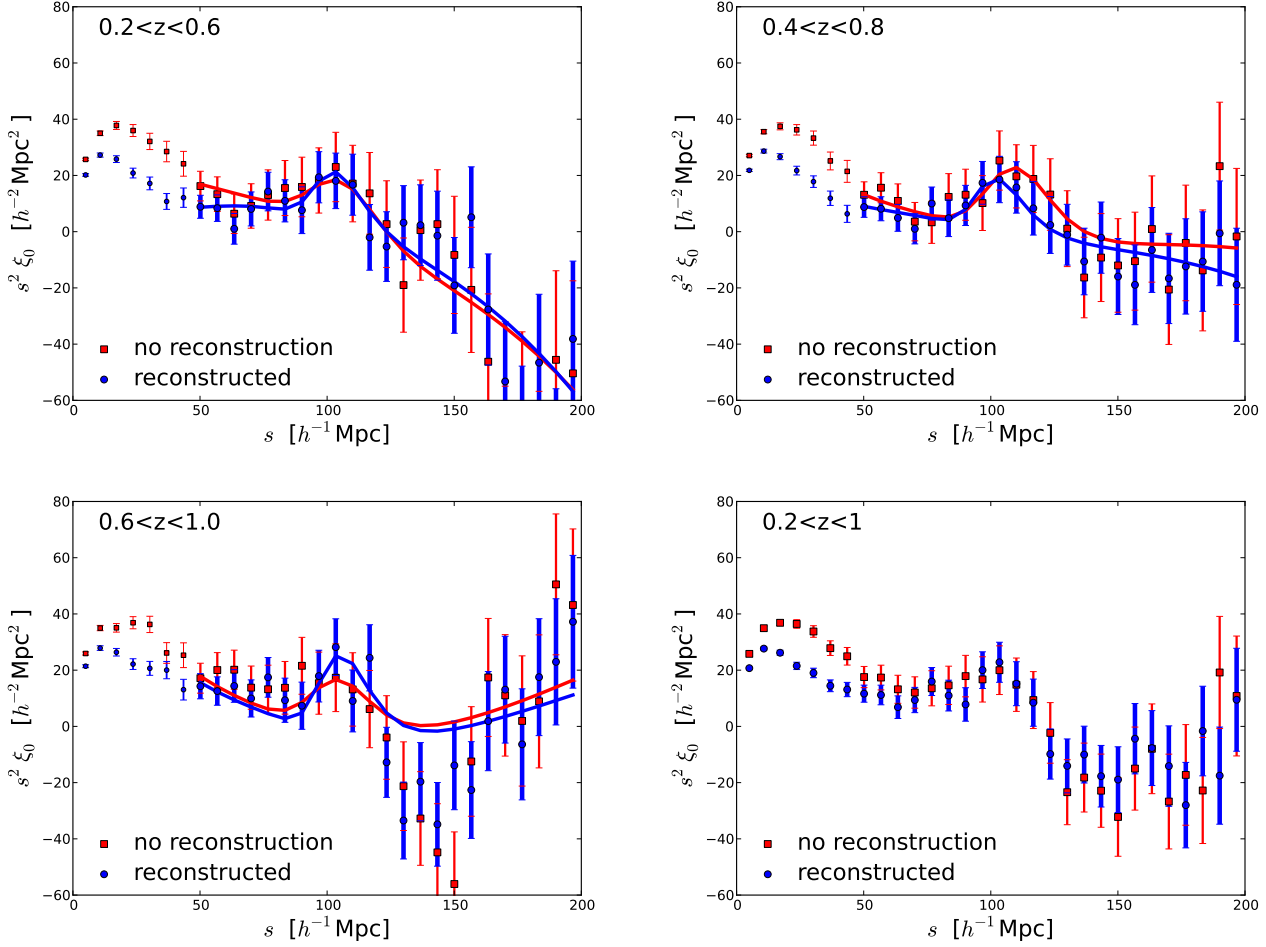 0.2<z<0.6
80
60
40
20
0
−20
−40
−60
s² ξ₀ [h⁻² Mpc²]
no reconstruction
reconstructed
0 50 100 150 200
s [h⁻¹ Mpc]
0.4<z<0.8
80
60
40
20
0
−20
−40
−60
s² ξ₀ [h⁻² Mpc²]
no reconstruction
reconstructed
0 50 100 150 200
s [h⁻¹ Mpc]
0.6<z<1.0
80
60
40
20
0
−20
−40
−60
s² ξ₀ [h⁻² Mpc²]
no reconstruction
reconstructed
0 50 100 150 200
s [h⁻¹ Mpc]
0.2<z<1
80
60
40
20
0
−20
−40
−60
s² ξ₀ [h⁻² Mpc²]
no reconstruction
reconstructed
0 50 100 150 200
s [h⁻¹ Mpc]